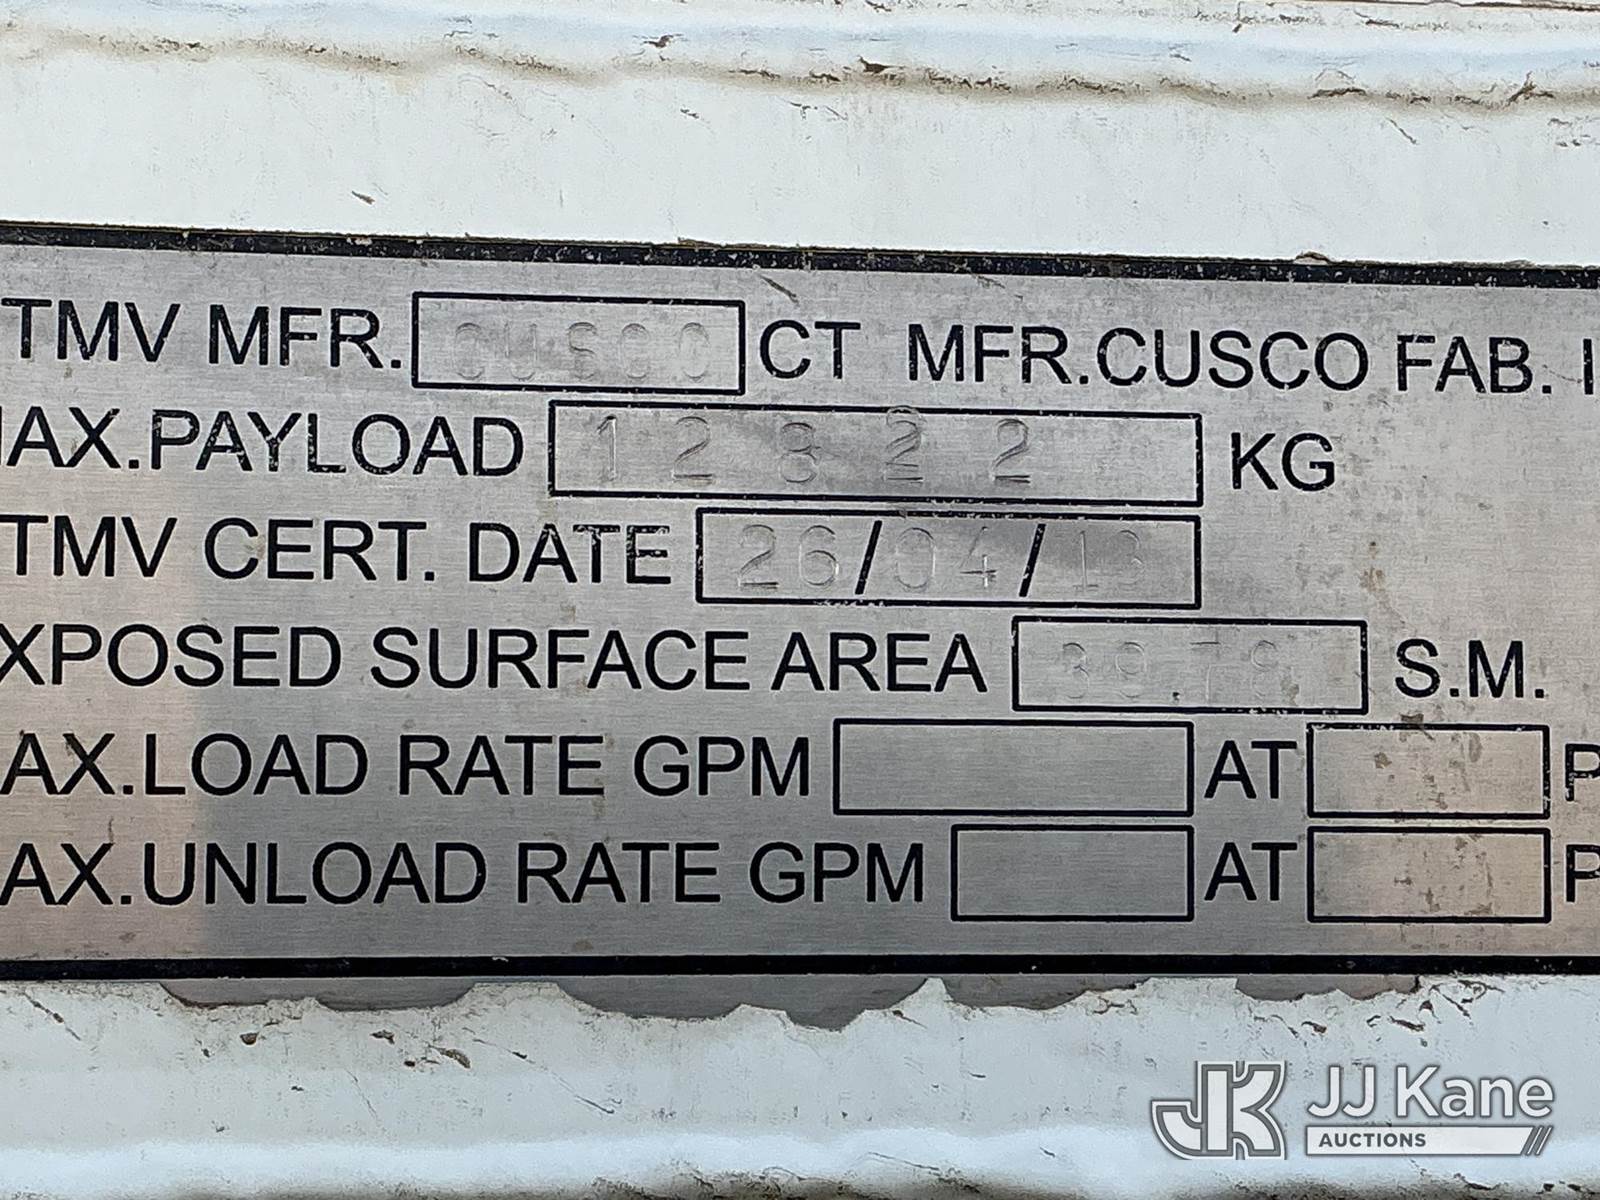 TMV MFR. CUSCO CT MFR.CUSCO FAB. I
AX.PAYLOAD 12822 KG
TMV CERT. DATE 26/04/13
XPOSED SURFACE AREA 39.78 S.M.
AX.LOAD RATE GPM AT P
AX.UNLOAD RATE GPM AT P
JK JJ Kane
AUCTIONS